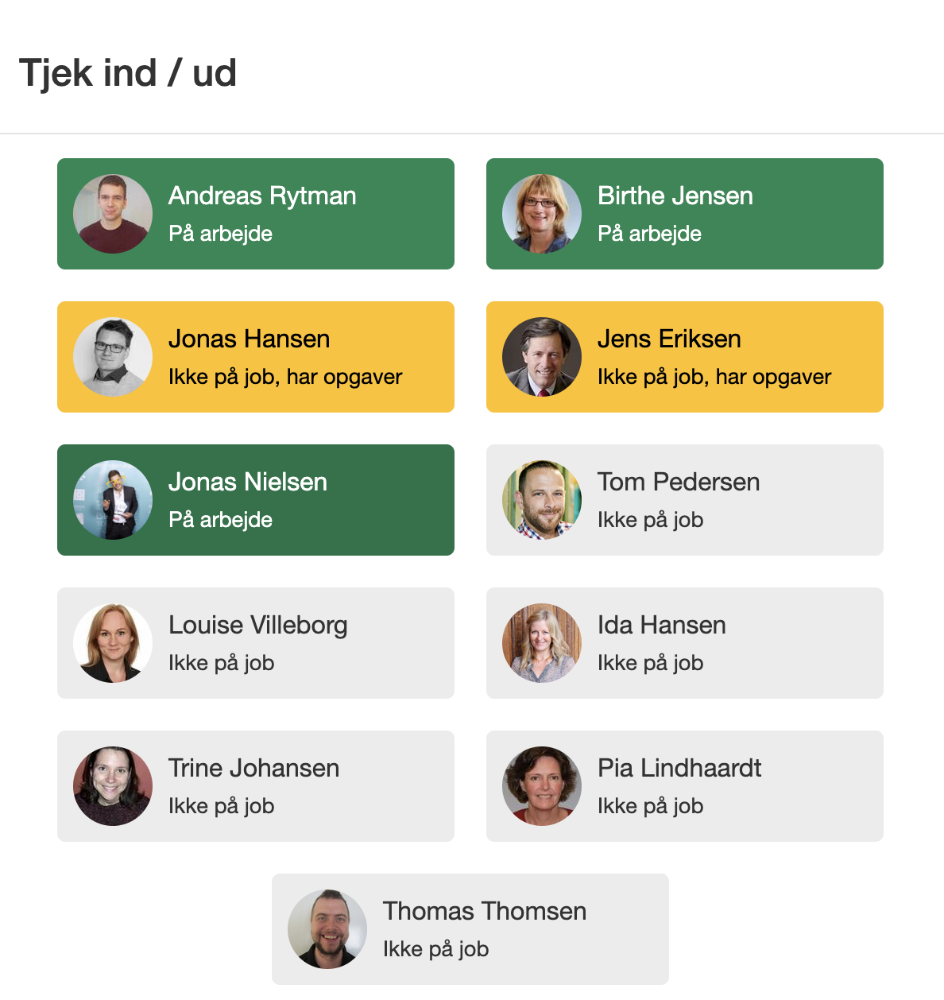 Tjek ind / ud
Andreas Rytman
På arbejde
Birthe Jensen
På arbejde
Jonas Hansen
Ikke på job, har opgaver
Jens Eriksen
Ikke på job, har opgaver
Jonas Nielsen
På arbejde
Tom Pedersen
Ikke på job
Louise Villeborg
Ikke på job
Ida Hansen
Ikke på job
Trine Johansen
Ikke på job
Pia Lindhaardt
Ikke på job
Thomas Thomsen
Ikke på job